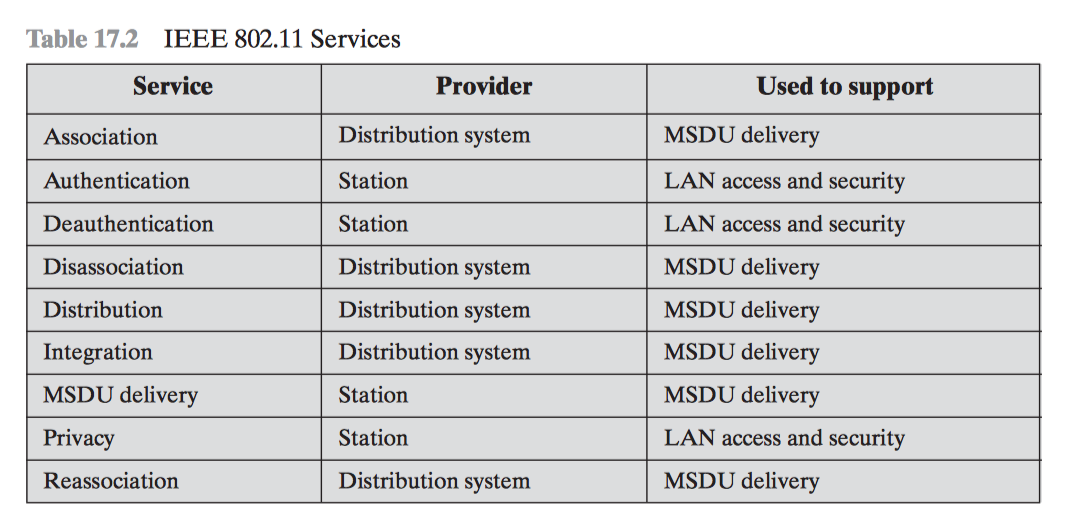 Table 17.2 IEEE 802.11 Services
Service Provider Used to support
Association Distribution system MSDU delivery
Authentication Station LAN access and security
Deauthentication Station LAN access and security
Disassociation Distribution system MSDU delivery
Distribution Distribution system MSDU delivery
Integration Distribution system MSDU delivery
MSDU delivery Station MSDU delivery
Privacy Station LAN access and security
Reassociation Distribution system MSDU delivery